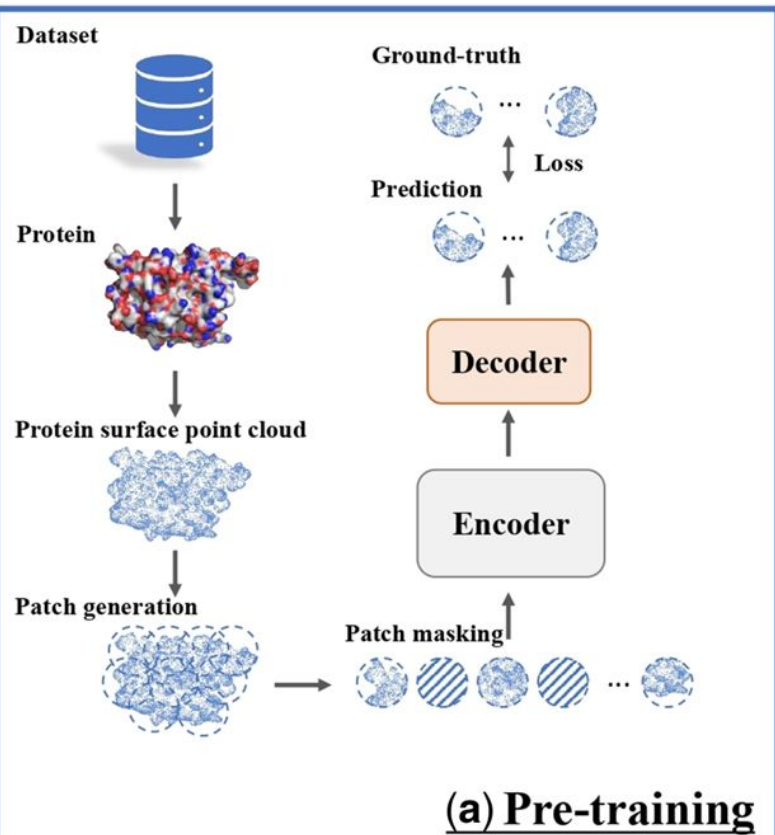 Dataset
Protein
Protein surface point cloud
Patch generation
Patch masking
...
Encoder
Decoder
Prediction
...
Loss
Ground-truth
...
(a) Pre-training